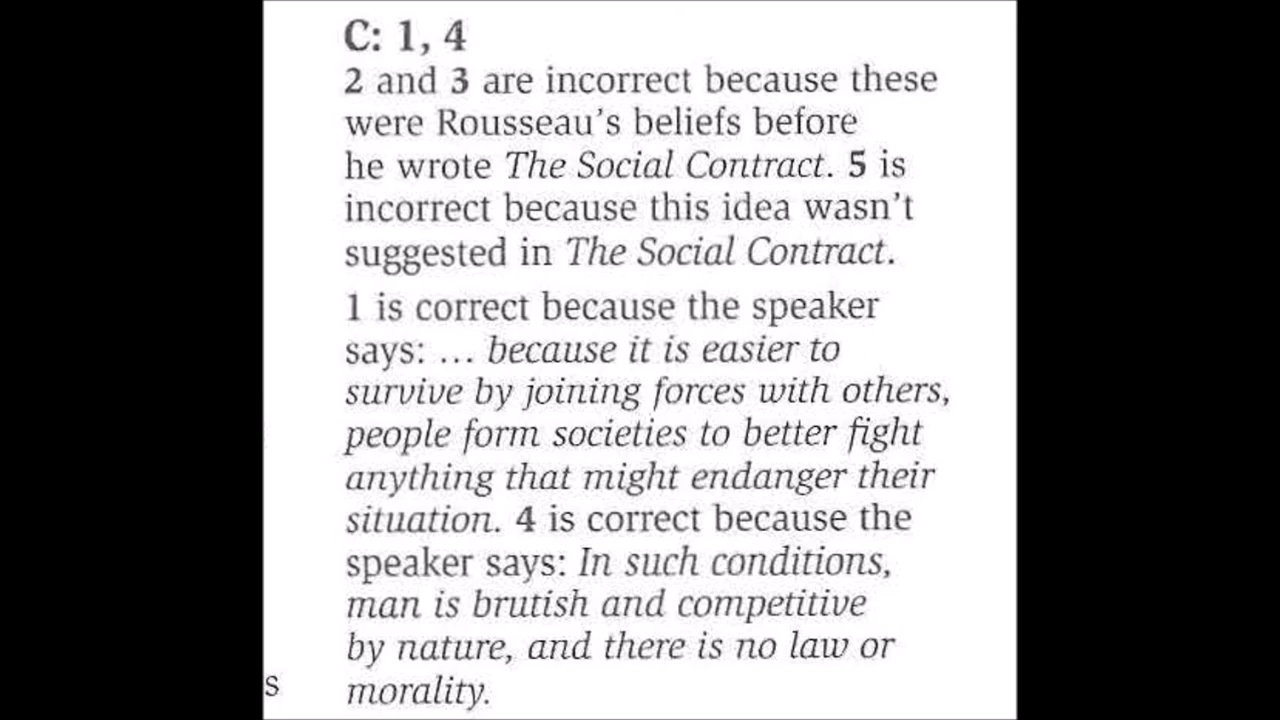 C: 1, 4
2 and 3 are incorrect because these
were Rousseau's beliefs before
he wrote The Social Contract. 5 is
incorrect because this idea wasn't
suggested in The Social Contract.
1 is correct because the speaker
says: ... because it is easier to
survive by joining forces with others,
people form societies to better fight
anything that might endanger their
situation. 4 is correct because the
speaker says: In such conditions,
man is brutish and competitive
by nature, and there is no law or
s
morality.